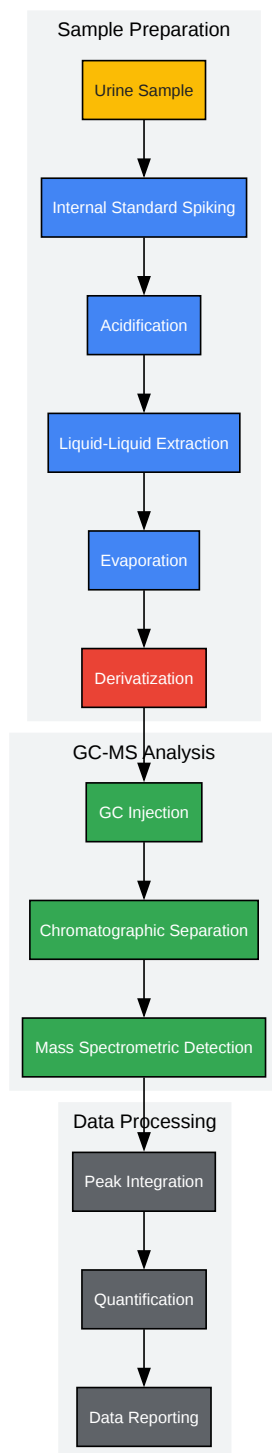 Sample Preparation
Urine Sample
Internal Standard Spiking
Acidification
Liquid-Liquid Extraction
Evaporation
Derivatization
GC-MS Analysis
GC Injection
Chromatographic Separation
Mass Spectrometric Detection
Data Processing
Peak Integration
Quantification
Data Reporting